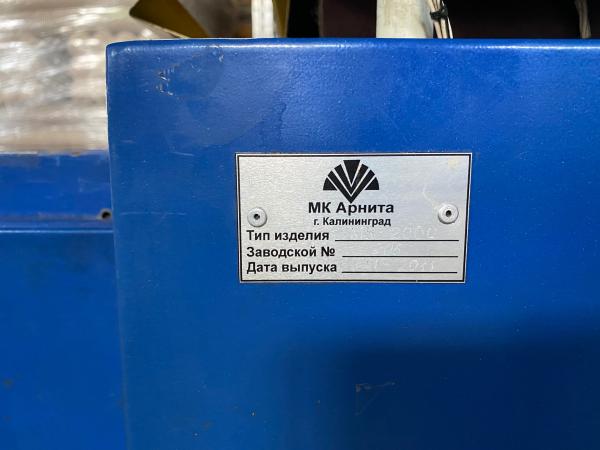 МК Арнита
г. Калининград
Тип изделия
Заводской №
Дата выпуска